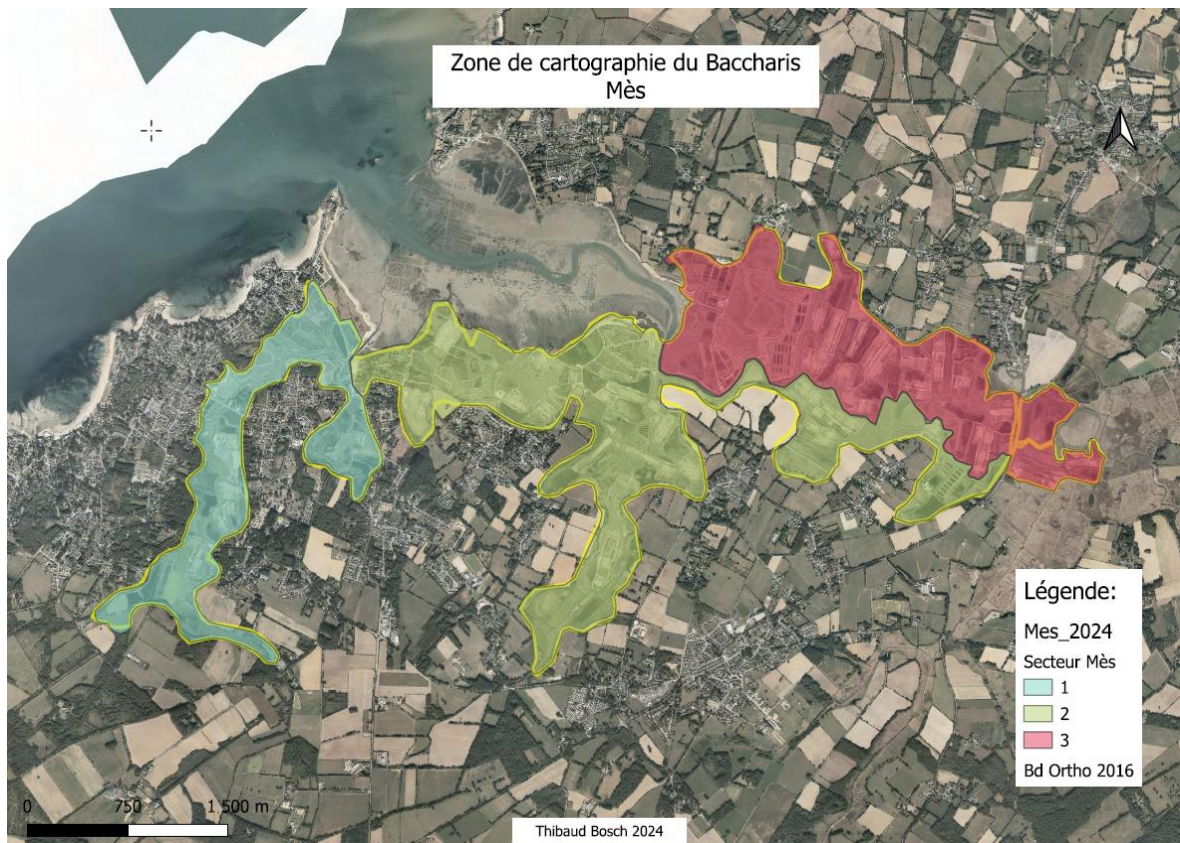 Zone de cartographie du Baccharis
Mès
Légende:
Mes_2024
Secteur Mès
1
2
3
Bd Ortho 2016
0 750 1 500 m
Thibaud Bosch 2024